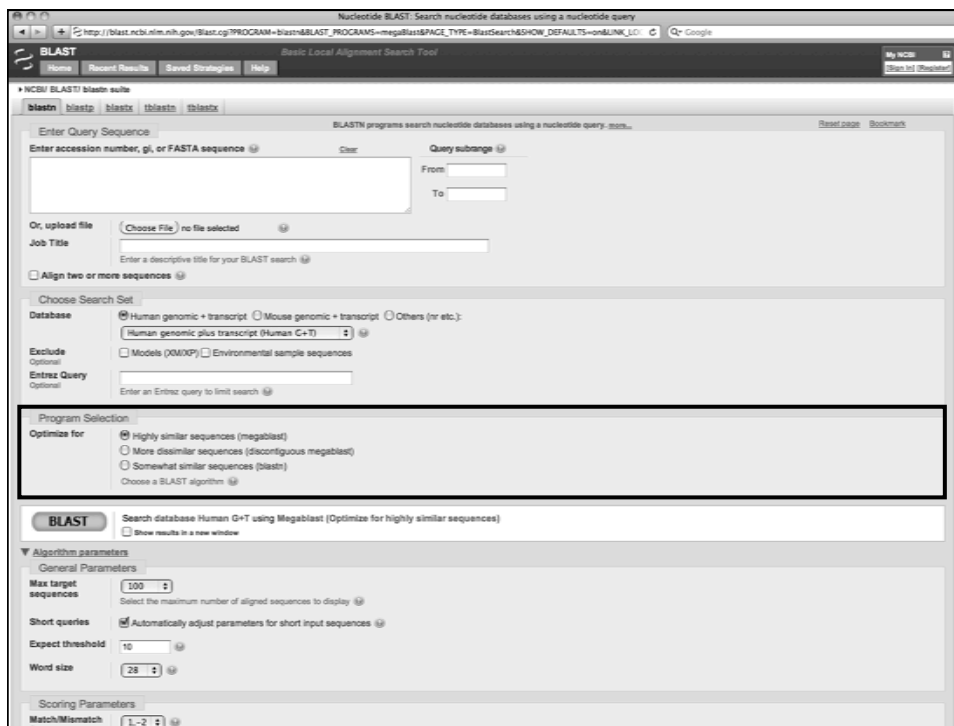 Nucleotide BLAST: Search nucleotide databases using a nucleotide query
http://blast.ncbi.nlm.nih.gov/Blast.cgi?PROGRAM=blastn&BLAST_PROGRAMS=megaBlast&PAGE_TYPE=BlastSearch&SHOW_DEFAULTS=on&LINK_LO Google
BLAST Basic Local Alignment Search Tool My NCBI
Home Recent Results Saved Strategies Help [Sign In] [Register]
NCBI/ BLAST/ blastn suite
blastn blastp blastx tblastn tblastx
Enter Query Sequence BLASTN programs search nucleotide databases using a nucleotide query. more... Reset page Bookmark
Enter accession number, gi, or FASTA sequence Clear Query subrange
From
To
Or, upload file Choose File no file selected
Job Title
Enter a descriptive title for your BLAST search
Align two or more sequences
Choose Search Set
Database Human genomic + transcript Mouse genomic + transcript Others (nr etc.):
Human genomic plus transcript (Human G+T)
Exclude Models (XM/XP) Environmental sample sequences
Optional
Entrez Query
Optional
Enter an Entrez query to limit search
Program Selection
Optimize for Highly similar sequences (megablast)
More dissimilar sequences (discontiguous megablast)
Somewhat similar sequences (blastn)
Choose a BLAST algorithm
BLAST Search database Human G+T using Megablast (Optimize for highly similar sequences)
Show results in a new window
Algorithm parameters
General Parameters
Max target sequences 100
Select the maximum number of aligned sequences to display
Short queries Automatically adjust parameters for short input sequences
Expect threshold 10
Word size 28
Scoring Parameters
Match/Mismatch 1,-2